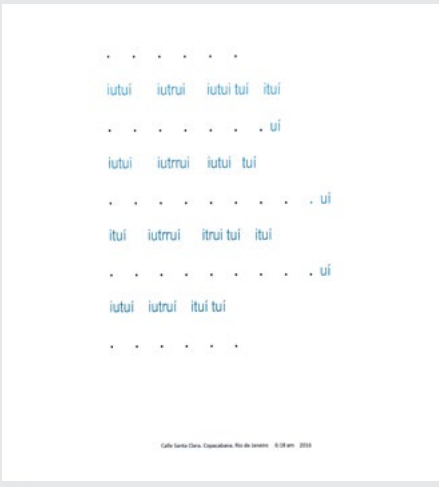 . . . . . .
iutuí iutruí iutuí tuí ituí
. . . . . . . uí
iutuí iutrruí iutuí tuí
. . . . . . . . . uí
ituí iutrruí itruí tuí ituí
. . . . . . . . . uí
iutuí iutruí ituí tuí
. . . . . .
Calle Santa Clara. Copacabana. Rio de Janeiro 6:18 am 2016